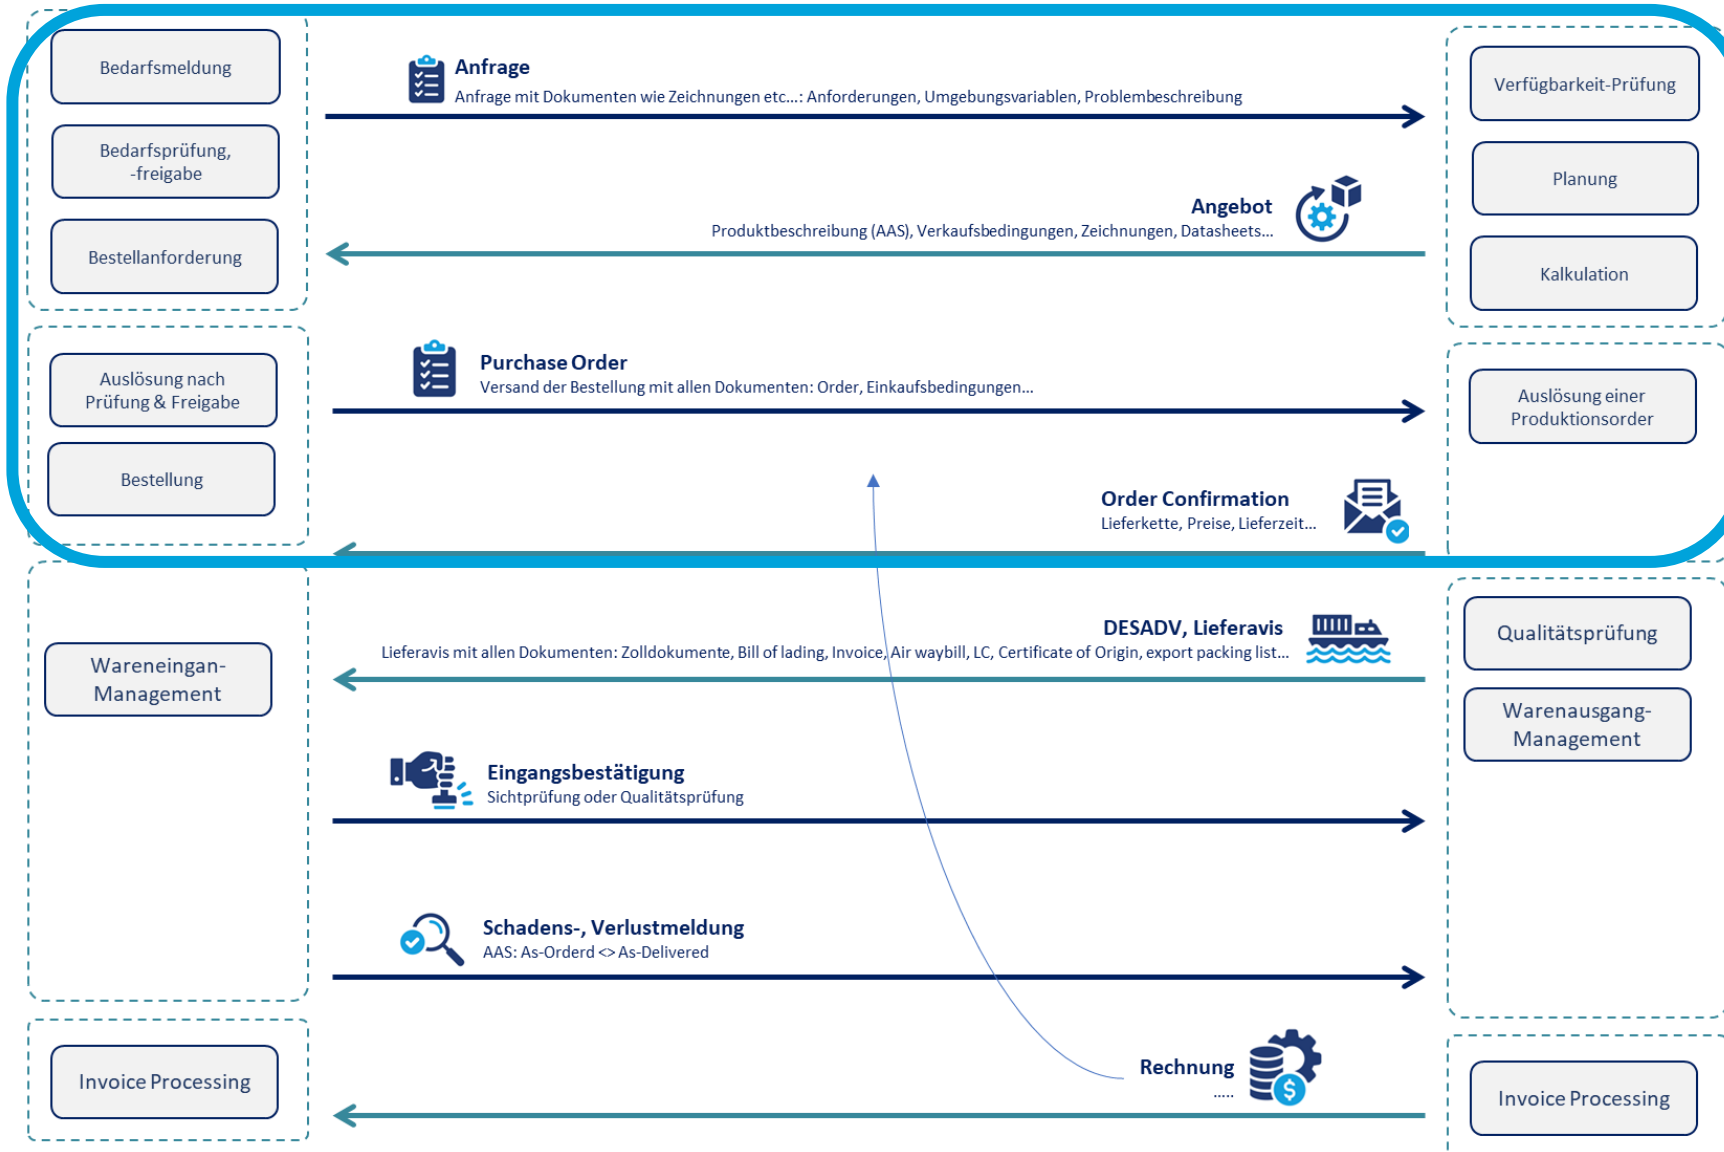 Bedarfsmeldung
Bedarfsprüfung,
-freigabe
Bestellanforderung
Anfrage
Anfrage mit Dokumenten wie Zeichnungen etc...: Anforderungen, Umgebungsvariablen, Problembeschreibung
Verfügbarkeit-Prüfung
Planung
Kalkulation
Angebot
Produktbeschreibung (AAS), Verkaufsbedingungen, Zeichnungen, Datasheets...
Auslösung nach
Prüfung & Freigabe
Bestellung
Purchase Order
Versand der Bestellung mit allen Dokumenten: Order, Einkaufsbedingungen...
Auslösung einer
Produktionsorder
Order Confirmation
Lieferkette, Preise, Lieferzeit...
Wareneingan-
Management
DESADV, Lieferavis
Lieferavis mit allen Dokumenten: Zolldokumente, Bill of lading, Invoice, Air waybill, LC, Certificate of Origin, export packing list...
Qualitätsprüfung
Warenausgang-
Management
Eingangsbestätigung
Sichtprüfung oder Qualitätsprüfung
Schadens-, Verlustmeldung
AAS: As-Orderd <> As-Delivered
Invoice Processing
Rechnung
.....
$
Invoice Processing